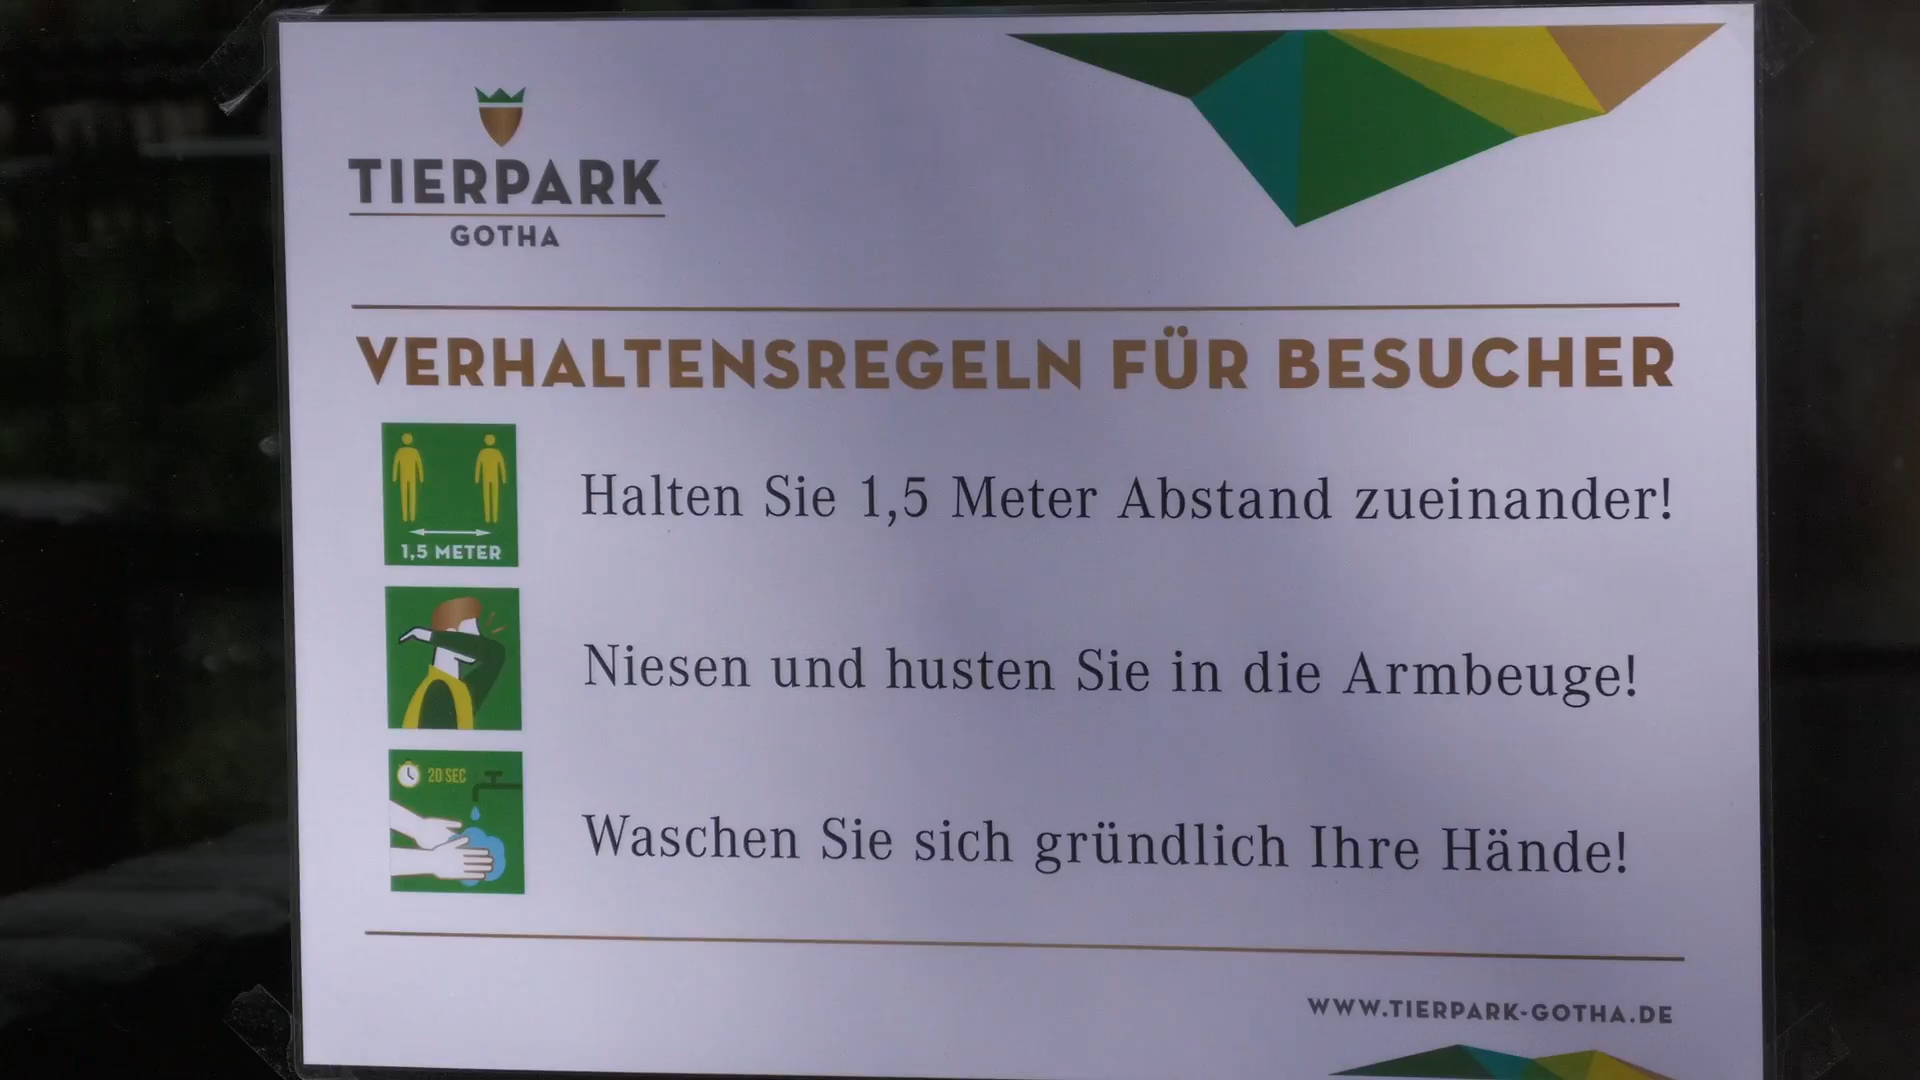 TIERPARK
GOTHA
VERHALTENSREGELN FÜR BESUCHER
1,5 METER
Halten Sie 1,5 Meter Abstand zueinander!
Niesen und husten Sie in die Armbeuge!
20 SEC
Waschen Sie sich gründlich Ihre Hände!
WWW.TIERPARK-GOTHA.DE